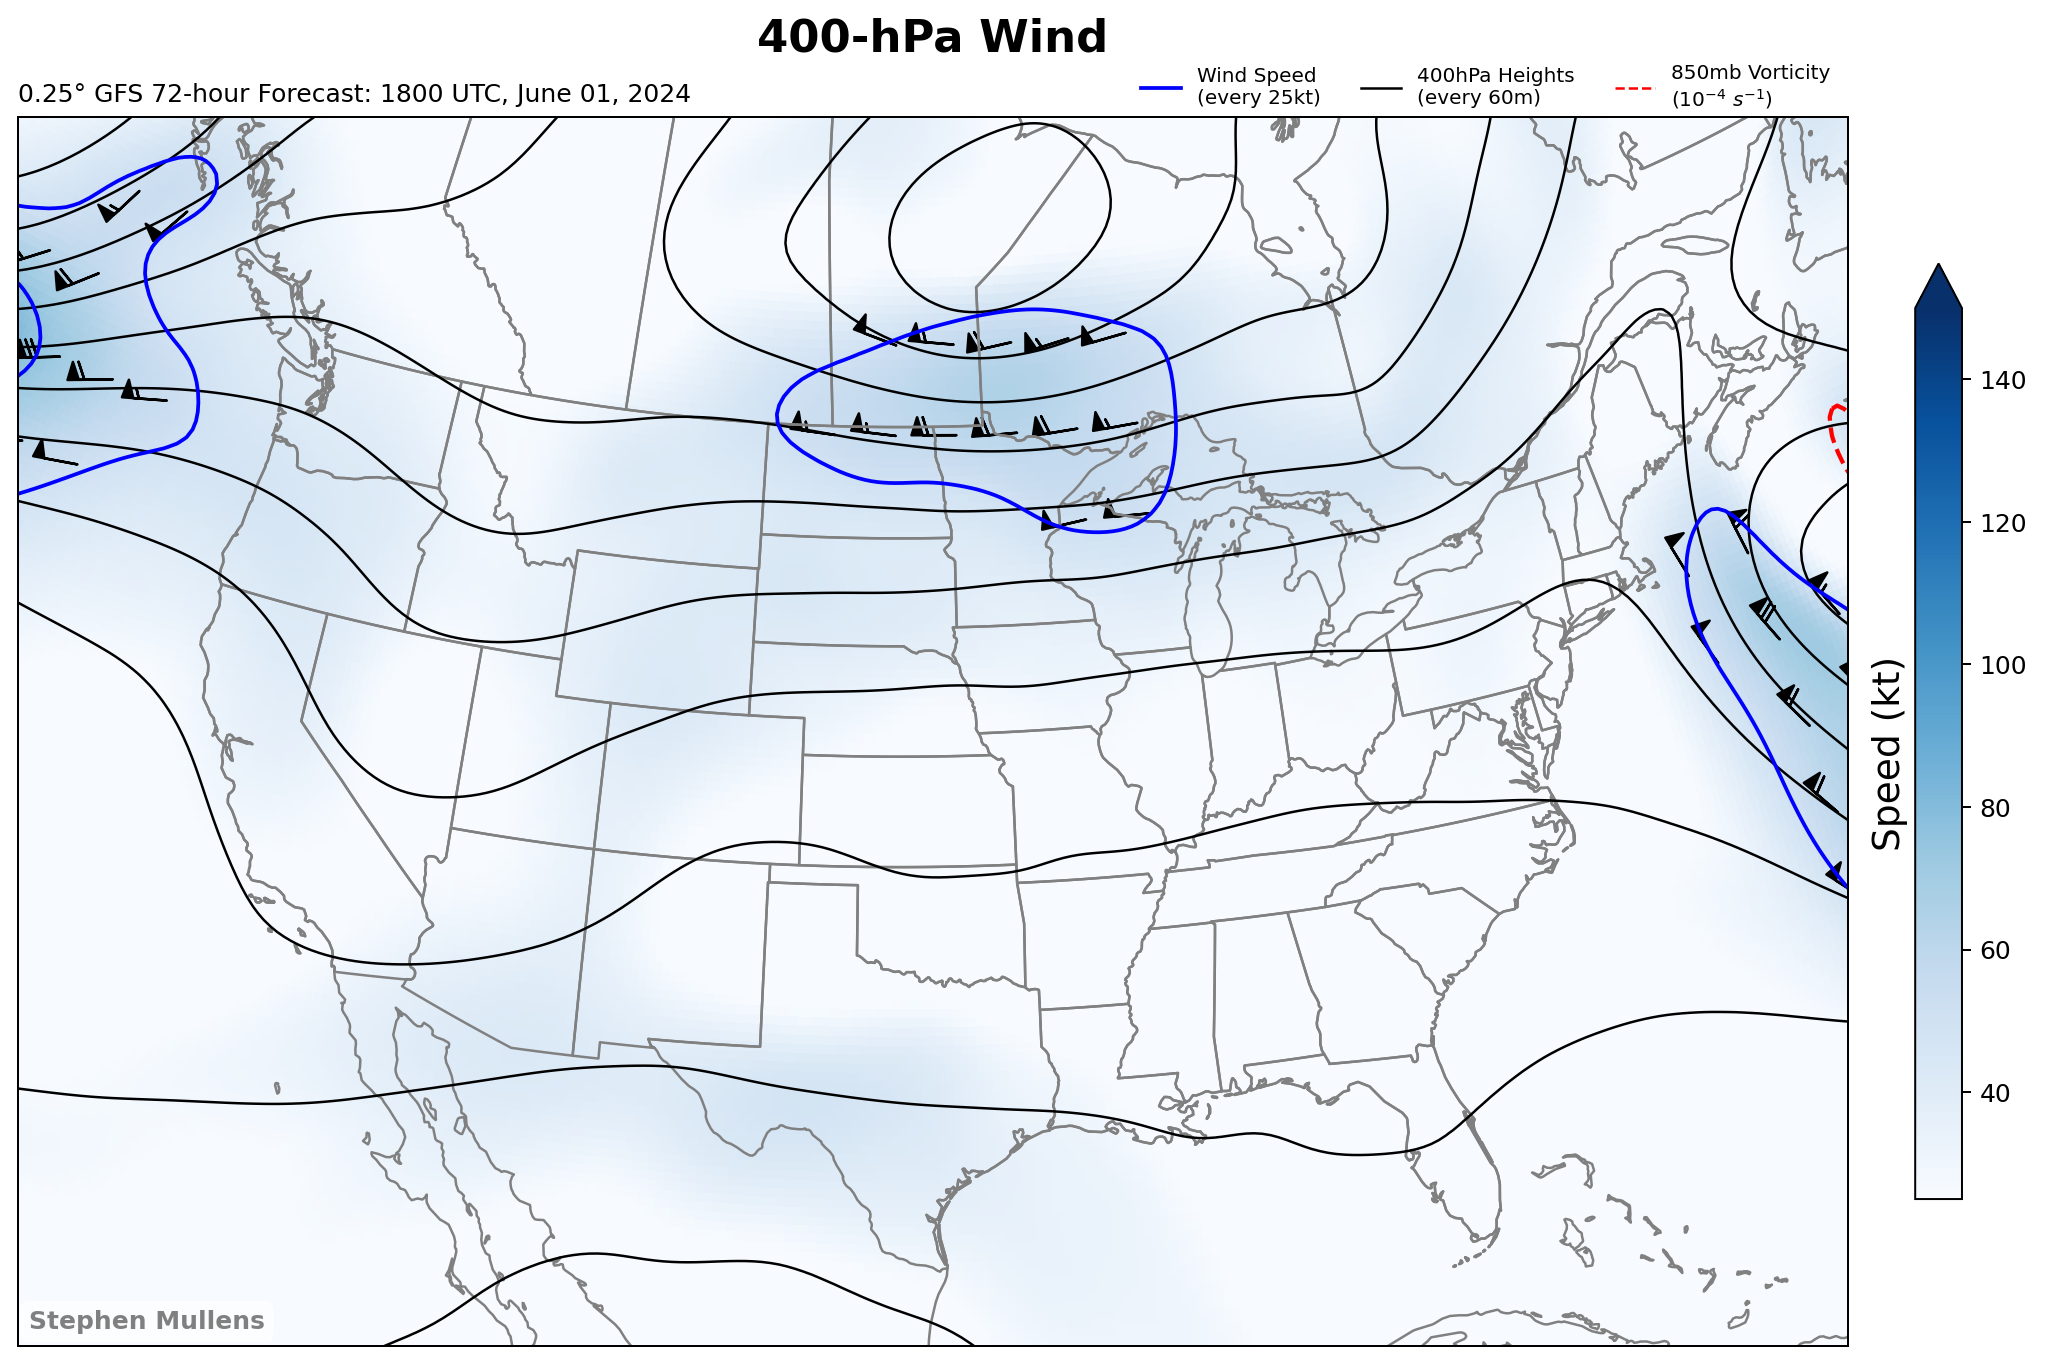 400-hPa Wind
0.25° GFS 72-hour Forecast: 1800 UTC, June 01, 2024
Wind Speed
(every 25kt)
400hPa Heights
(every 60m)
850mb Vorticity
(10⁻⁴ s⁻¹)
140
120
100
80
60
40
Speed (kt)
Stephen Mullens